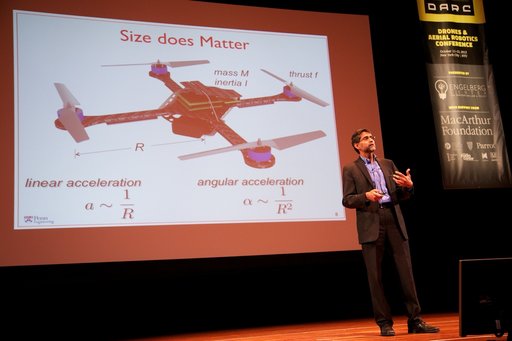 Size does Matter
mass M
inertia I
thrust f
R
linear acceleration
a ~ 1/R
angular acceleration
α ~ 1/R²
Penn
Engineering
DARC
DRONES &
AERIAL ROBOTICS
CONFERENCE
ENGELBERG
MacArthur
Foundation
Parrot